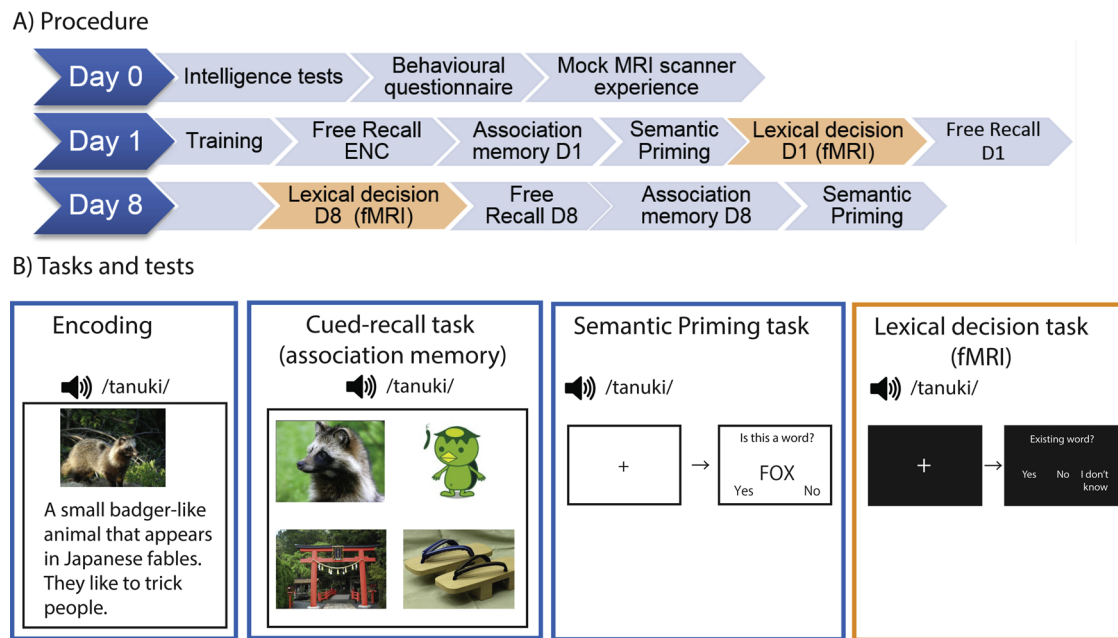 A) Procedure
Day 0
Intelligence tests
Behavioural
questionnaire
Mock MRI scanner
experience
Day 1
Training
Free Recall
ENC
Association
memory D1
Semantic
Priming
Lexical decision
D1 (fMRI)
Free Recall
D1
Day 8
Lexical decision
D8 (fMRI)
Free
Recall D8
Association
memory D8
Semantic
Priming
B) Tasks and tests
Encoding
/tanuki/
A small badger-like
animal that appears
in Japanese fables.
They like to trick
people.
Cued-recall task
(association memory)
/tanuki/
Semantic Priming task
/tanuki/
+
→
Is this a word?
FOX
Yes No
Lexical decision task
(fMRI)
/tanuki/
+
→
Existing word?
Yes No I don't
know